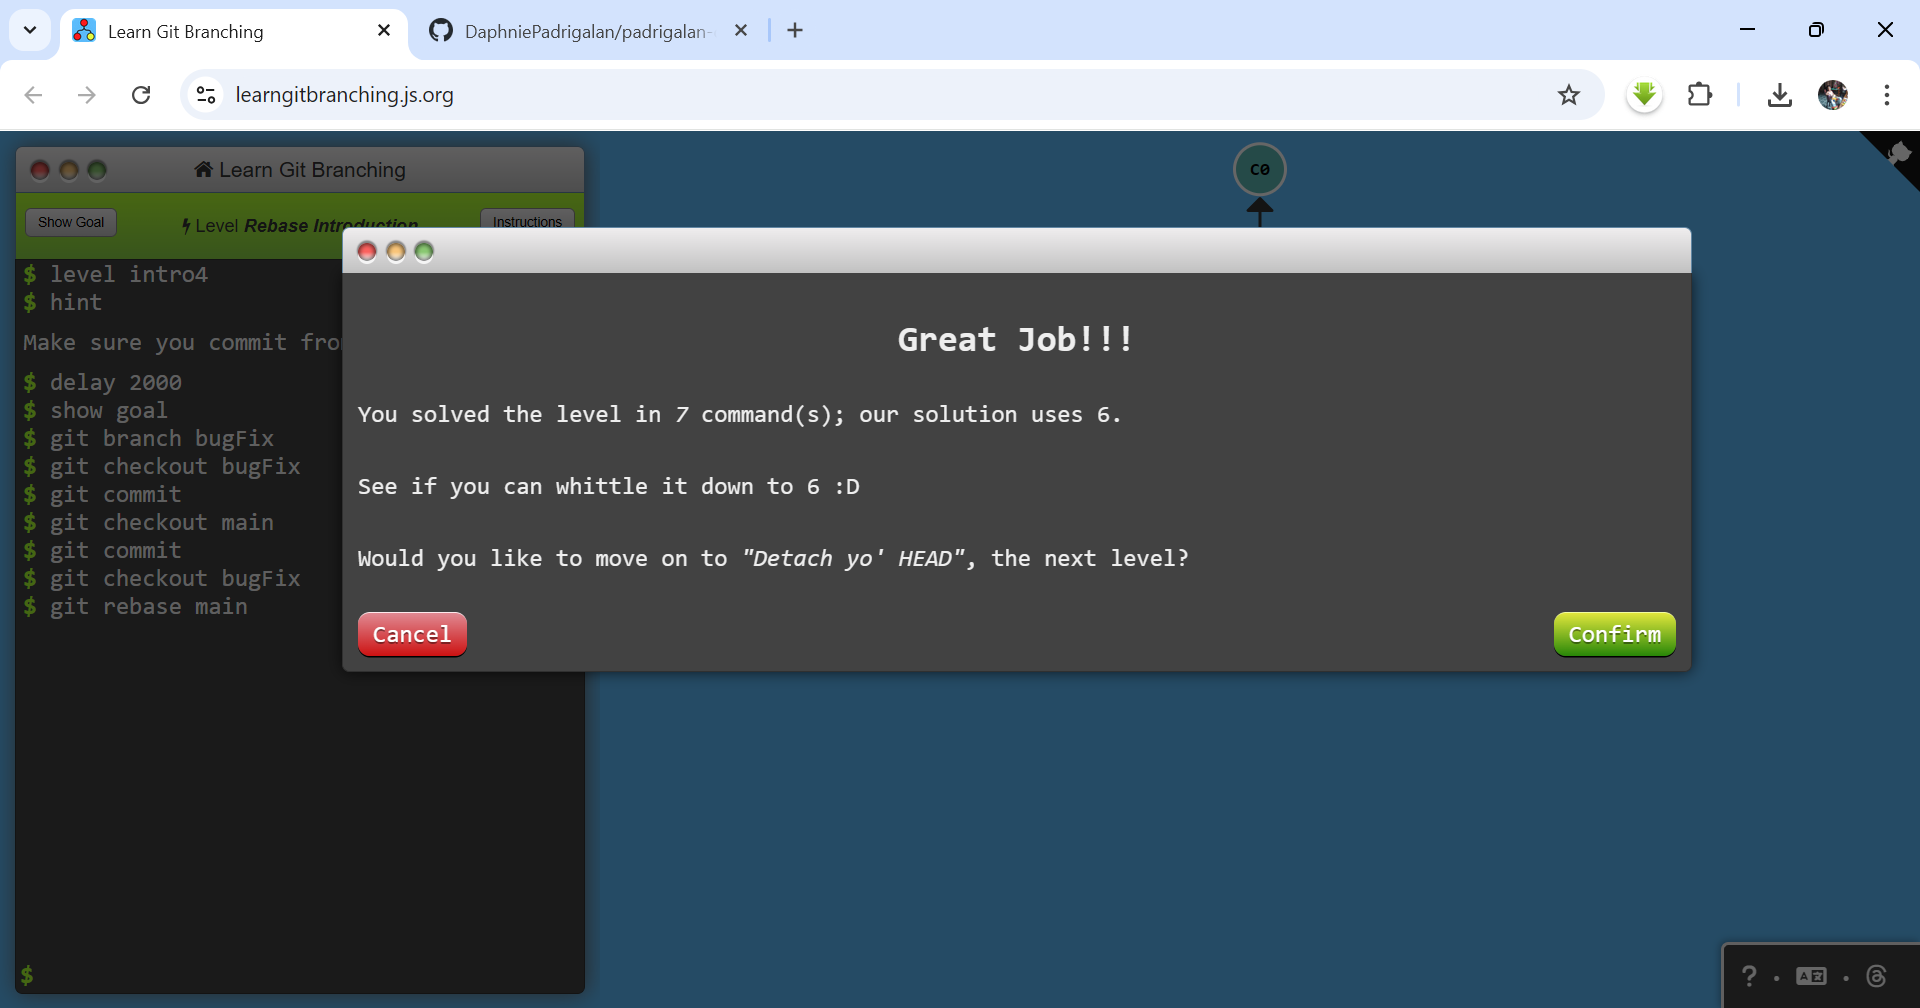 Learn Git Branching
DaphniePadrigalan/padrigalan-
learngitbranching.js.org
Learn Git Branching
Show Goal
Level Rebase Introduction
Instructions
$ level intro4
$ hint
Make sure you commit from
$ delay 2000
$ show goal
$ git branch bugFix
$ git checkout bugFix
$ git commit
$ git checkout main
$ git commit
$ git checkout bugFix
$ git rebase main
$
C0
Great Job!!!
You solved the level in 7 command(s); our solution uses 6.
See if you can whittle it down to 6 :D
Would you like to move on to "Detach yo' HEAD", the next level?
Cancel
Confirm
?